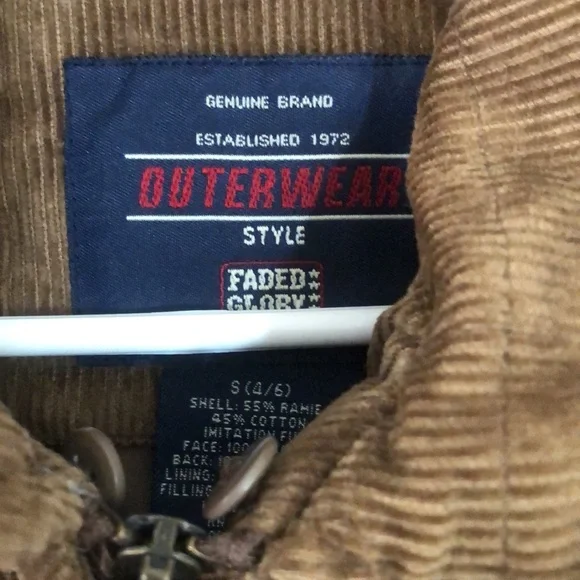 GENUINE BRAND
ESTABLISHED 1972
OUTERWEAR
STYLE
FADED
GLORY
S (4/6)
SHELL: 55% RAMIE
45% COTTON
IMITATION
FACE:
BACK:
LINING:
FILLING